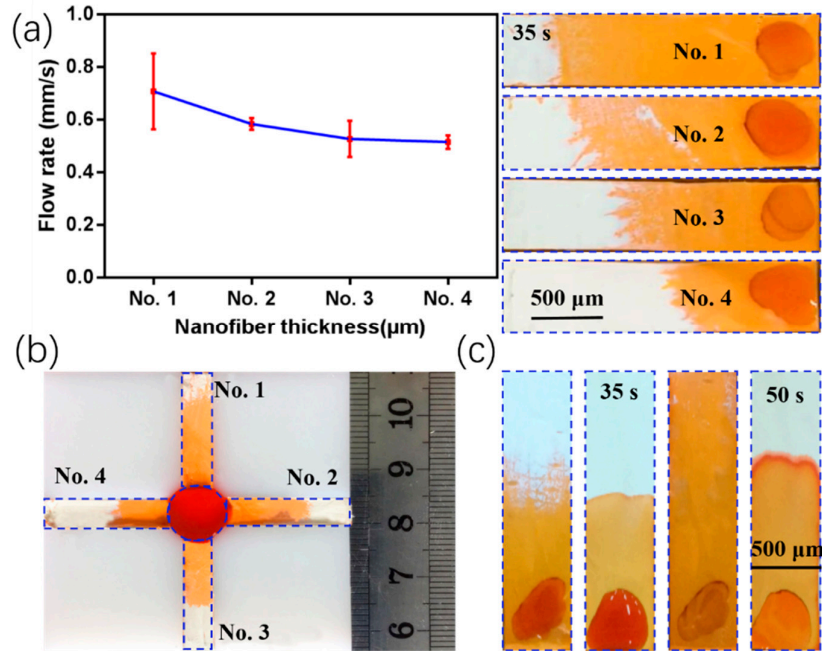 (a)
1.0
0.8
0.6
0.4
0.2
0.0
Flow rate (mm/s)
No. 1 No. 2 No. 3 No. 4
Nanofiber thickness(μm)
35 s
No. 1
No. 2
No. 3
No. 4
500 μm
(b)
No. 1
No. 4
No. 2
No. 3
10
9
8
7
6
(c)
35 s
50 s
500 μm